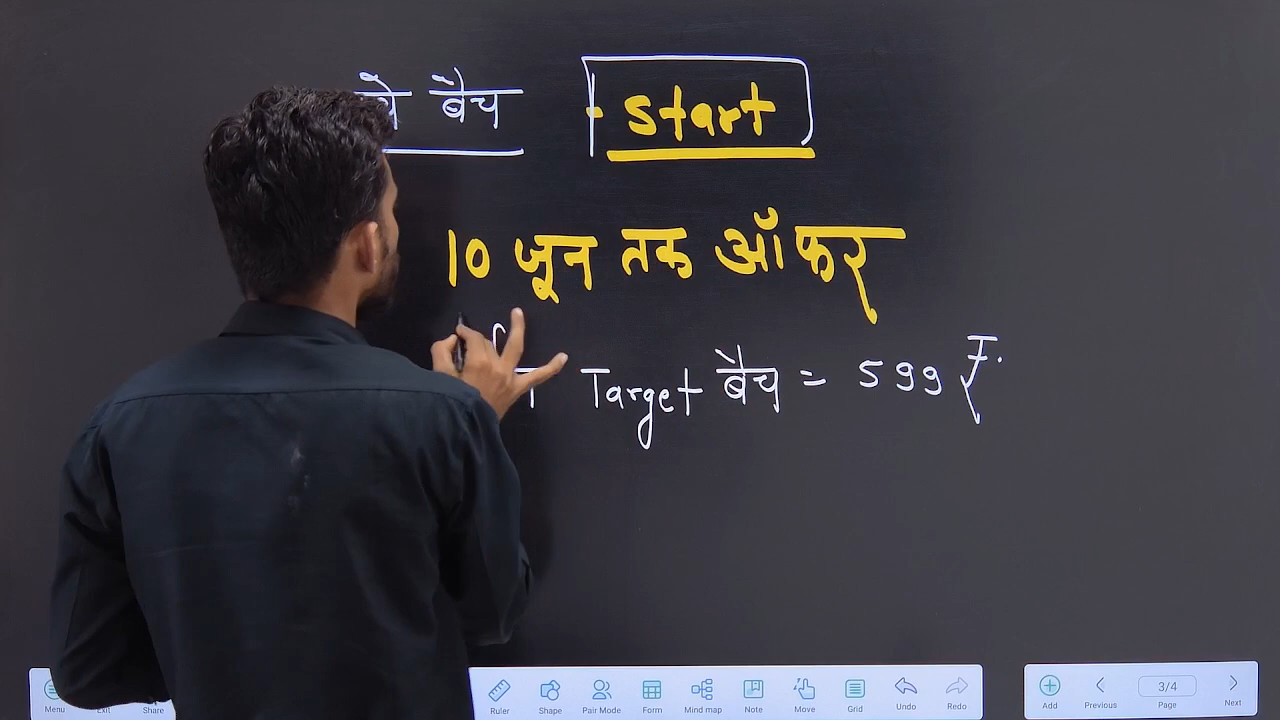 बैच start
10 जून तक ऑफर
Target बैच = 599 रु.
Menu Exit Share Ruler Shape Pair Mode Form Mind map Note Move Grid Undo Redo Add Previous 3/4 Page Next